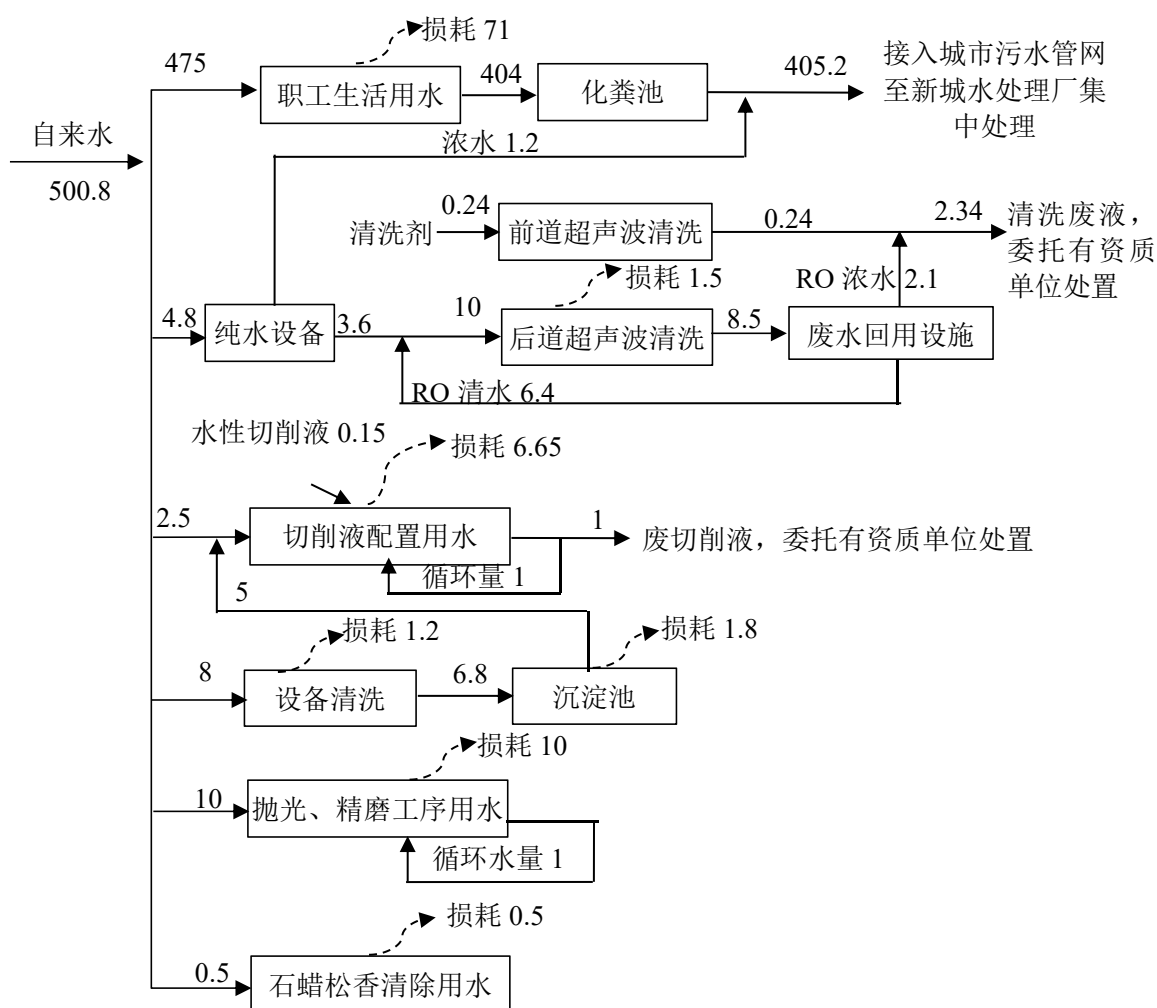 损耗 71
475
职工生活用水
404
化粪池
405.2
接入城市污水管网
至新城水处理厂集
中处理
自来水
500.8
浓水 1.2
清洗剂
0.24
前道超声波清洗
0.24
2.34
清洗废液，
委托有资质
单位处置
损耗 1.5
RO 浓水 2.1
4.8
纯水设备
3.6
10
后道超声波清洗
8.5
废水回用设施
RO 清水 6.4
水性切削液 0.15
损耗 6.65
2.5
切削液配置用水
1
废切削液，委托有资质单位处置
循环量 1
5
损耗 1.2
损耗 1.8
8
设备清洗
6.8
沉淀池
损耗 10
10
抛光、精磨工序用水
循环水量 1
损耗 0.5
0.5
石蜡松香清除用水